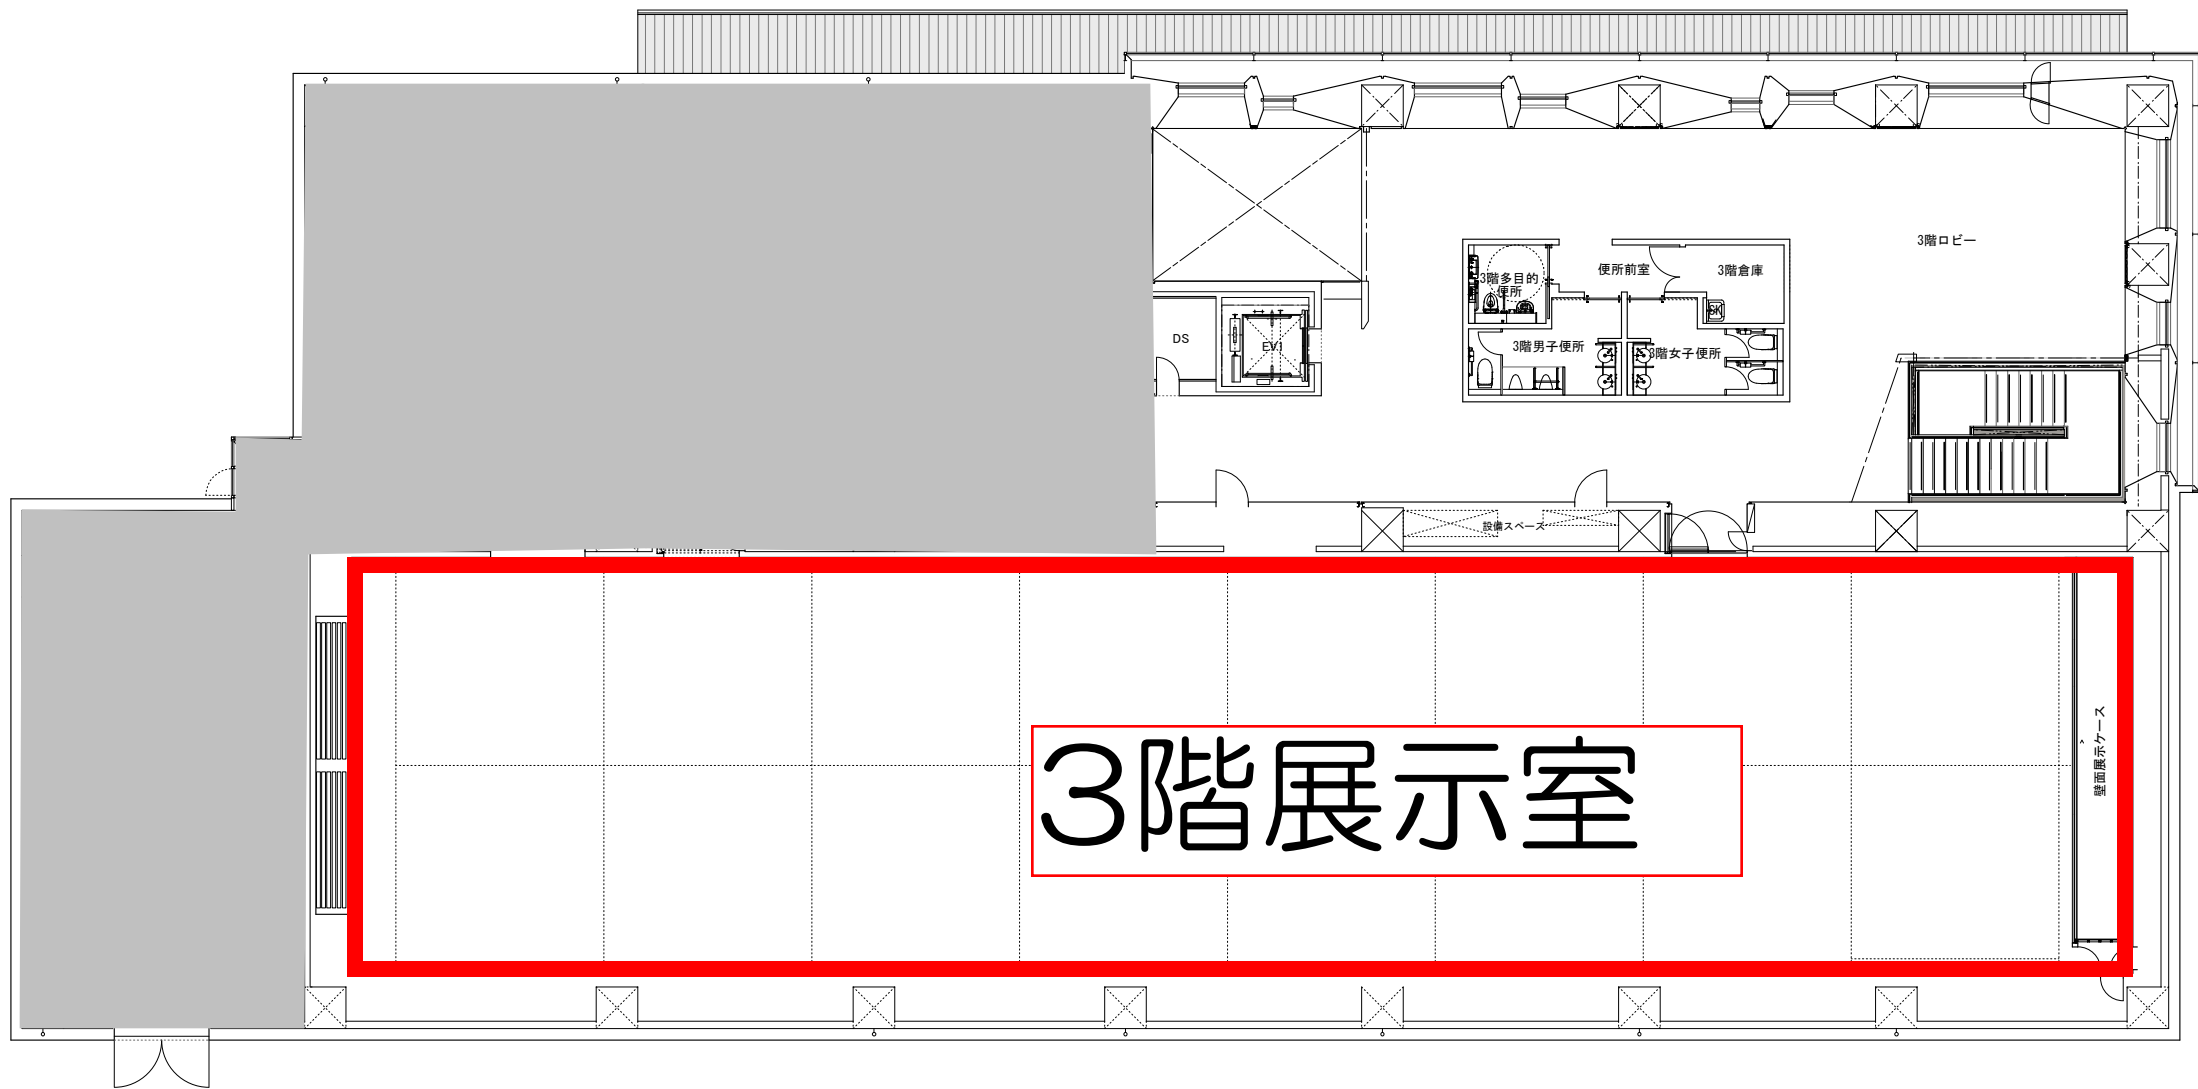 3階ロビー
便所前室
3階倉庫
3階多目的
便所
SK
DS
EV.1
3階男子便所
3階女子便所
設備スペース
壁面展示ケース
3階展示室